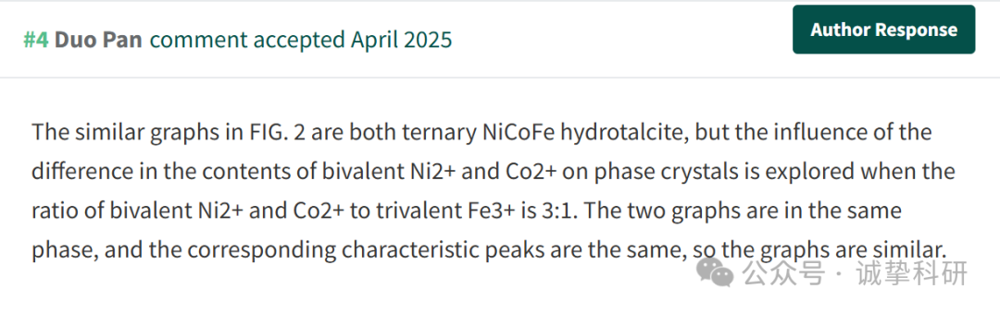 #4 Duo Pan comment accepted April 2025
Author Response
The similar graphs in FIG. 2 are both ternary NiCoFe hydrotalcite, but the influence of the
difference in the contents of bivalent Ni2+ and Co2+ on phase crystals is explored when the
ratio of bivalent Ni2+ and Co2+ to trivalent Fe3+ is 3:1. The two graphs are in the same
phase, and the corresponding characteristic peaks are the same, so the graphs are similar.
公众号 · 诚挚科研